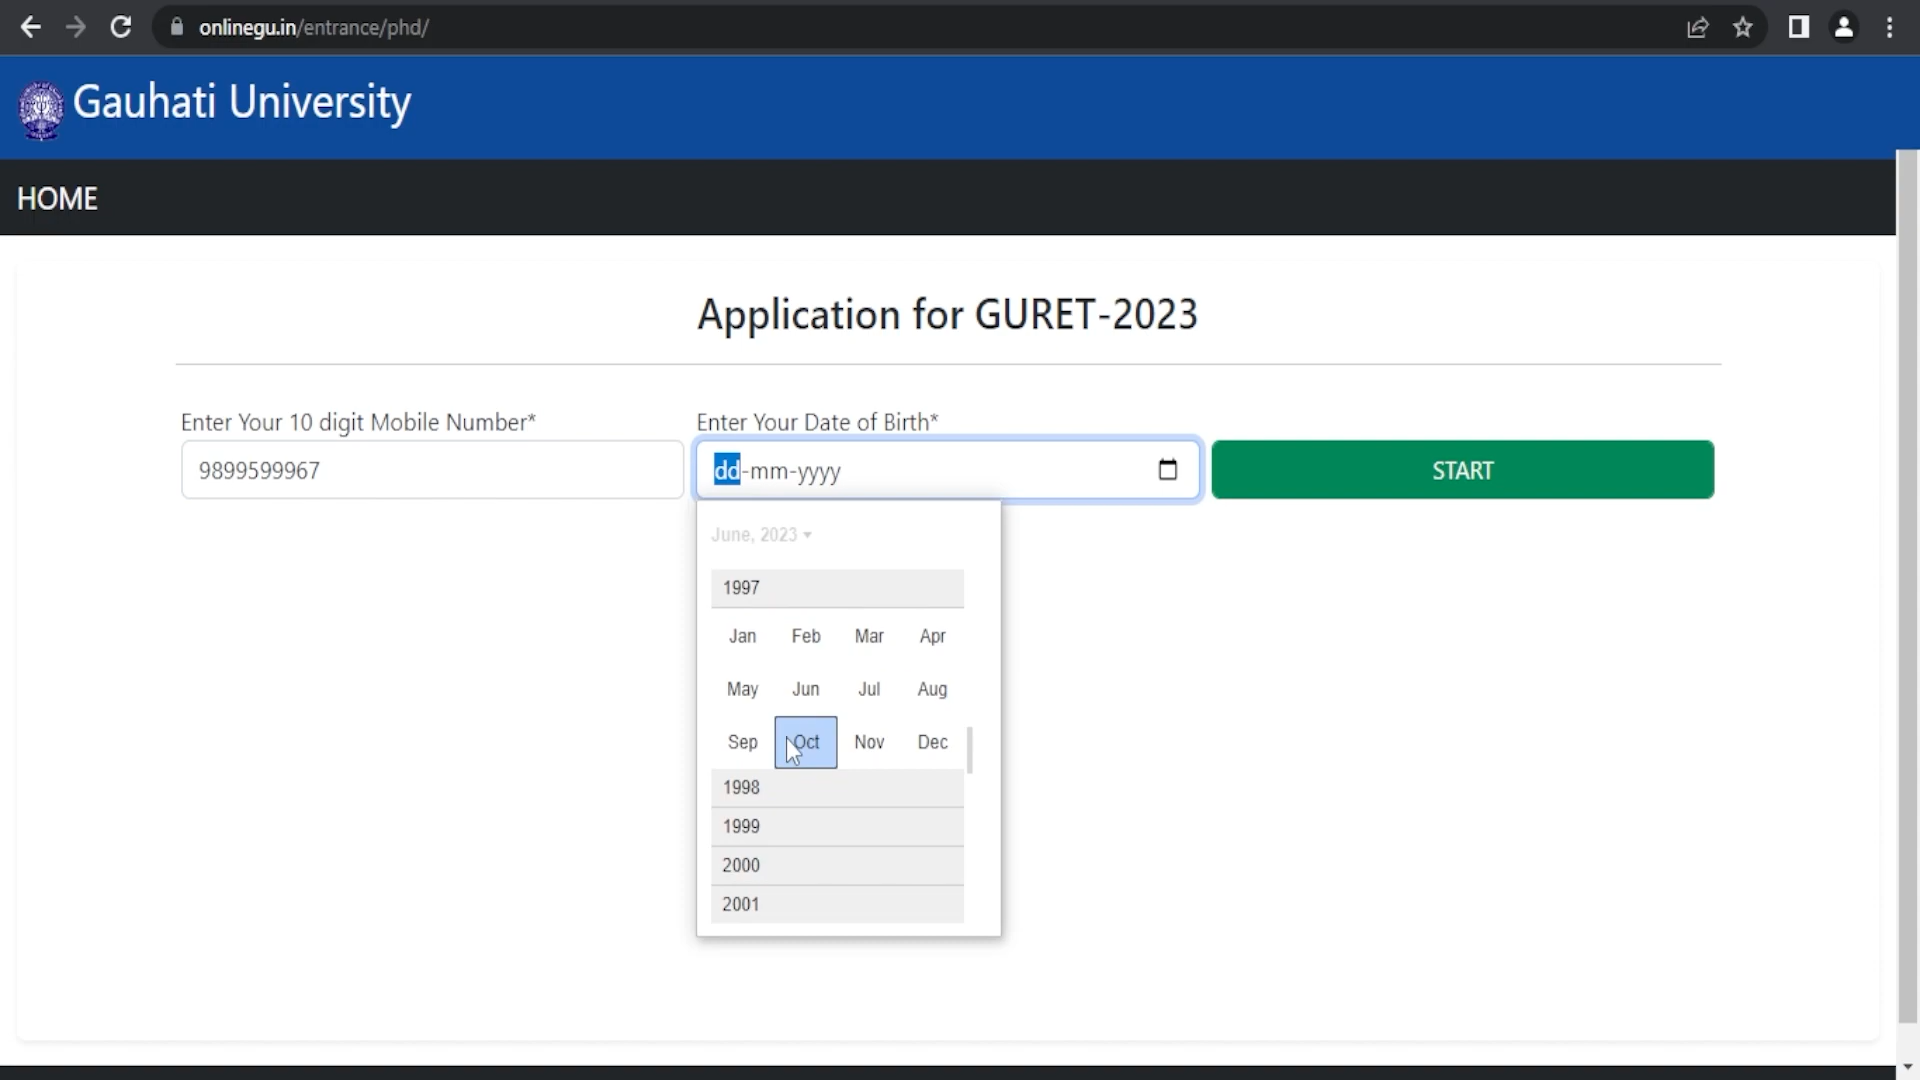 onlinegu.in/entrance/phd/
Gauhati University
HOME
Application for GURET-2023
Enter Your 10 digit Mobile Number*
Enter Your Date of Birth*
9899599967
dd-mm-yyyy
START
June, 2023
1997
Jan Feb Mar Apr
May Jun Jul Aug
Sep Oct Nov Dec
1998
1999
2000
2001